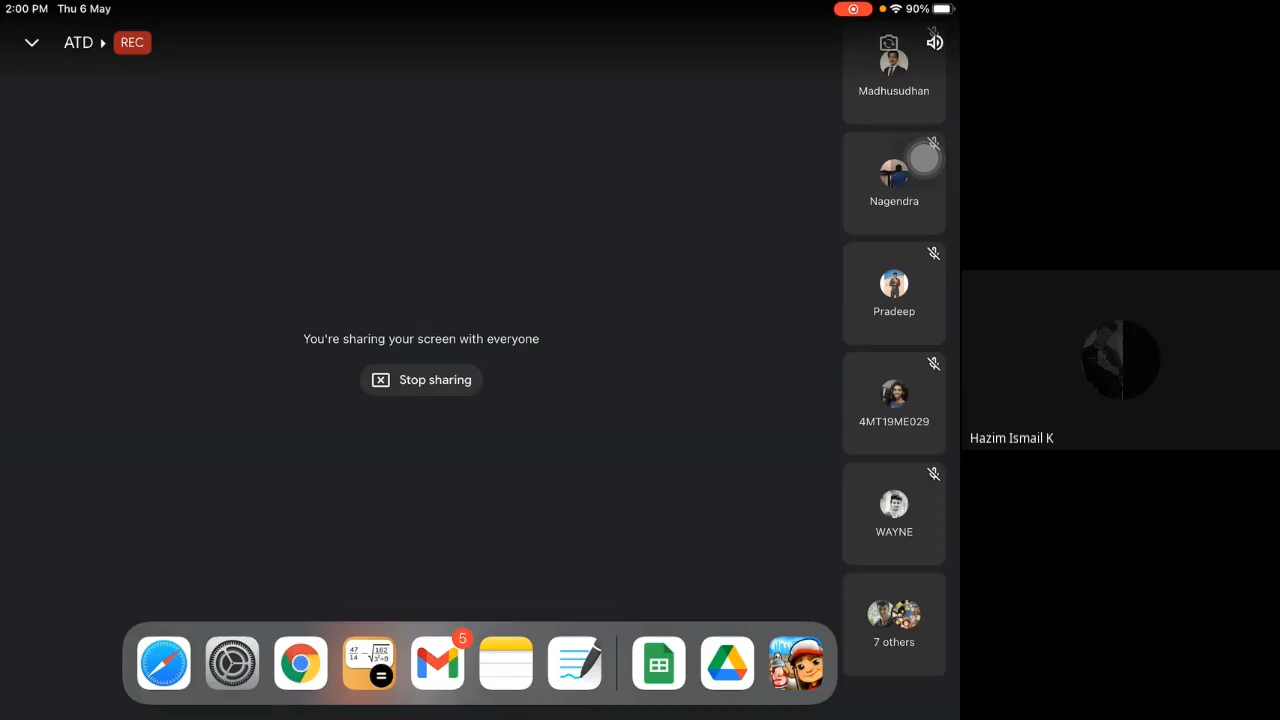 2:00 PM Thu 6 May
90%
ATD
REC
Madhusudhan
Nagendra
You're sharing your screen with everyone
Stop sharing
Pradeep
4MT19ME029
WAYNE
7 others
Hazim Ismail K
5